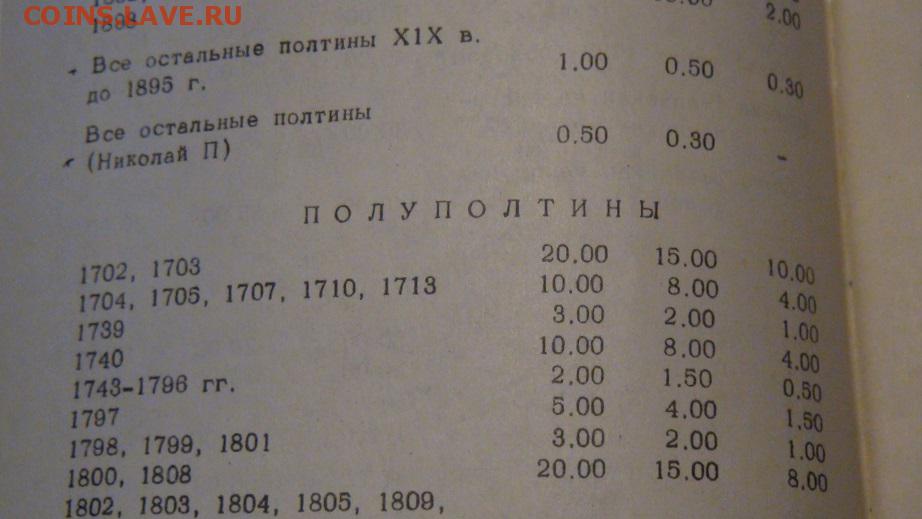 COINS.LAVE.RU
1808 2.00
Все остальные полтины X1X в.
до 1895 г. 1.00 0.50 0.30
Все остальные полтины
(Николай П) 0.50 0.30 -
ПОЛУПОЛТИНЫ
1702, 1703 20.00 15.00 10.00
1704, 1705, 1707, 1710, 1713 10.00 8.00 4.00
1739 3.00 2.00 1.00
1740 10.00 8.00 4.00
1743-1796 гг. 2.00 1.50 0.50
1797 5.00 4.00 1.50
1798, 1799, 1801 3.00 2.00 1.00
1800, 1808 20.00 15.00 8.00
1802, 1803, 1804, 1805, 1809,